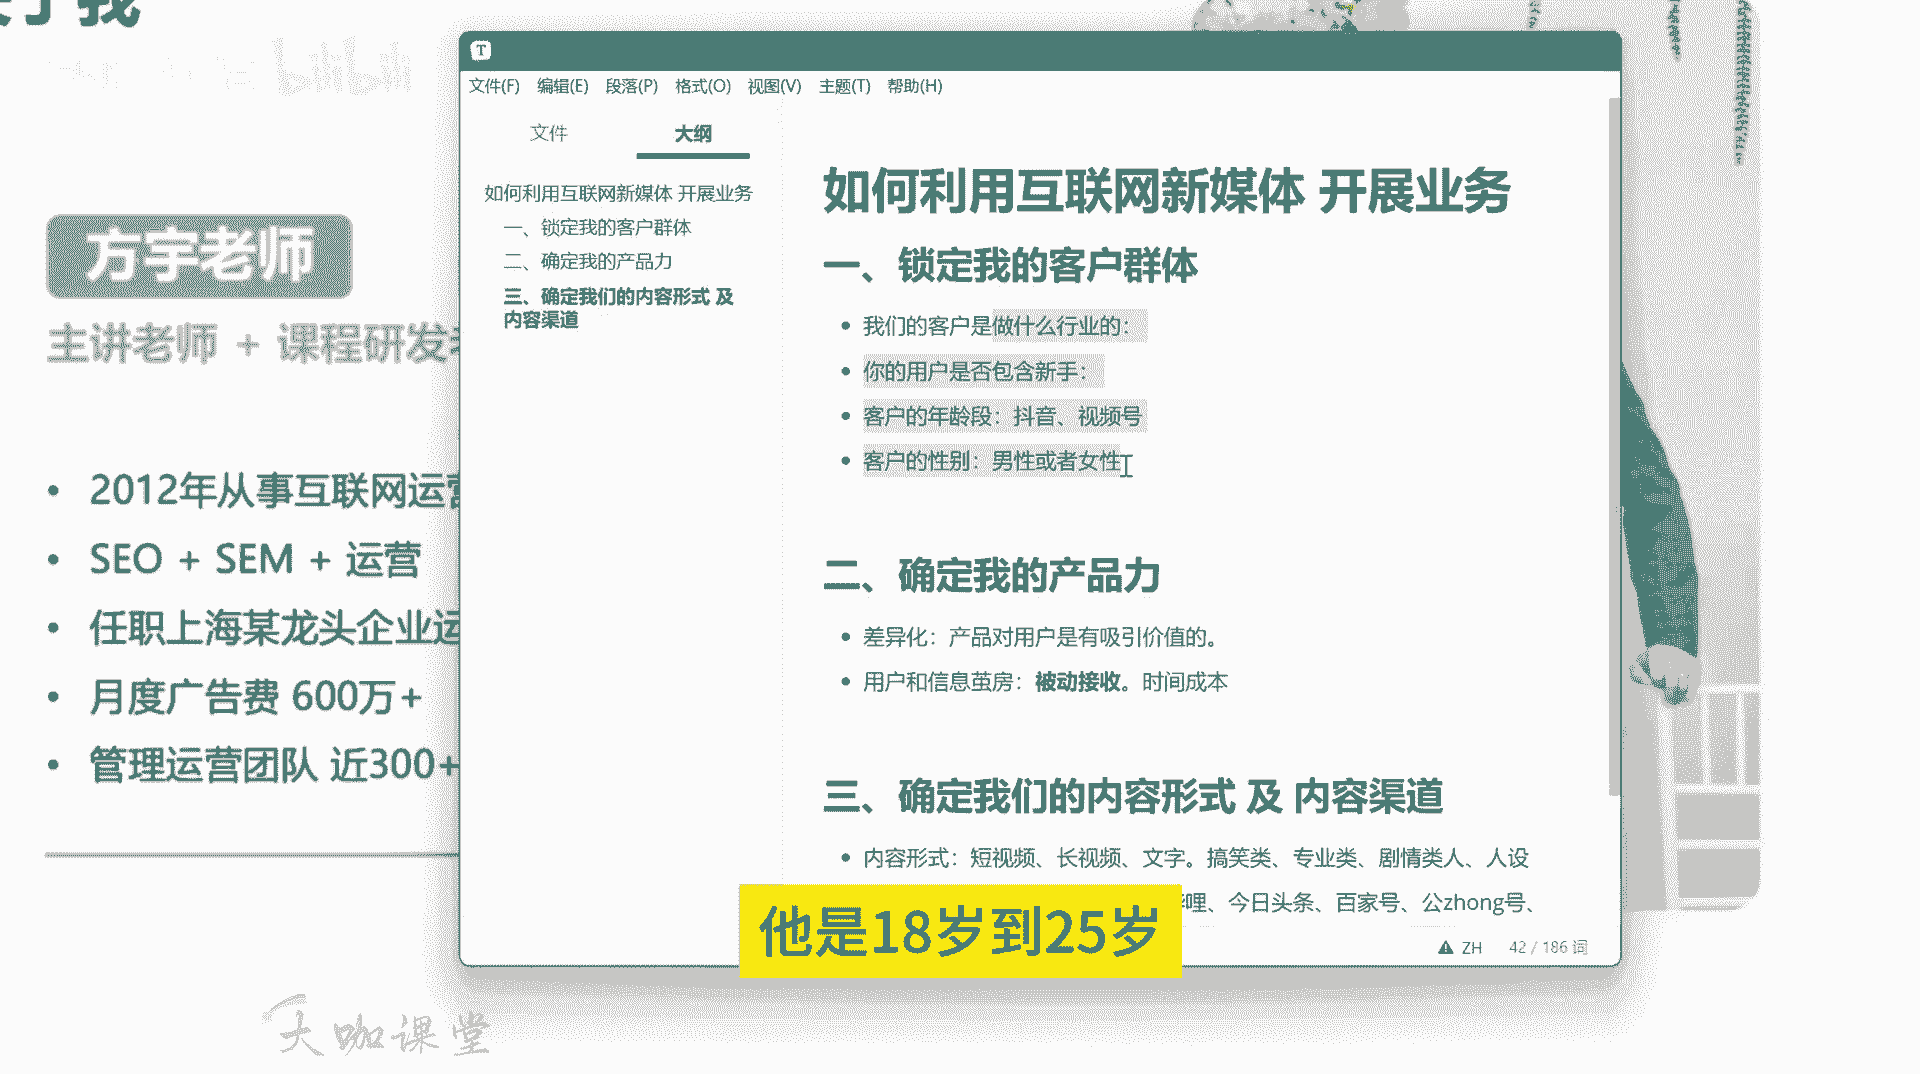 bilibili
方宇老师
主讲老师 + 课程研发
2012年从事互联网运营
SEO + SEM + 运营
任职上海某龙头企业运
月度广告费 600万+
管理运营团队 近300+
大咖课堂
T
文件(F) 编辑(E) 段落(P) 格式(O) 视图(V) 主题(T) 帮助(H)
文件 大纲
如何利用互联网新媒体 开展业务
一、锁定我的客户群体
二、确定我的产品力
三、确定我们的内容形式 及
内容渠道
如何利用互联网新媒体 开展业务
一、锁定我的客户群体
我们的客户是做什么行业的：
你的用户是否包含新手：
客户的年龄段：抖音、视频号
客户的性别：男性或者女性
二、确定我的产品力
差异化：产品对用户是有吸引价值的。
用户和信息茧房：被动接收。时间成本
三、确定我们的内容形式 及 内容渠道
内容形式：短视频、长视频、文字。搞笑类、专业类、剧情类人、人设
哩、今日头条、百家号、公zhong号、
ZH 42 / 186 词
他是18岁到25岁